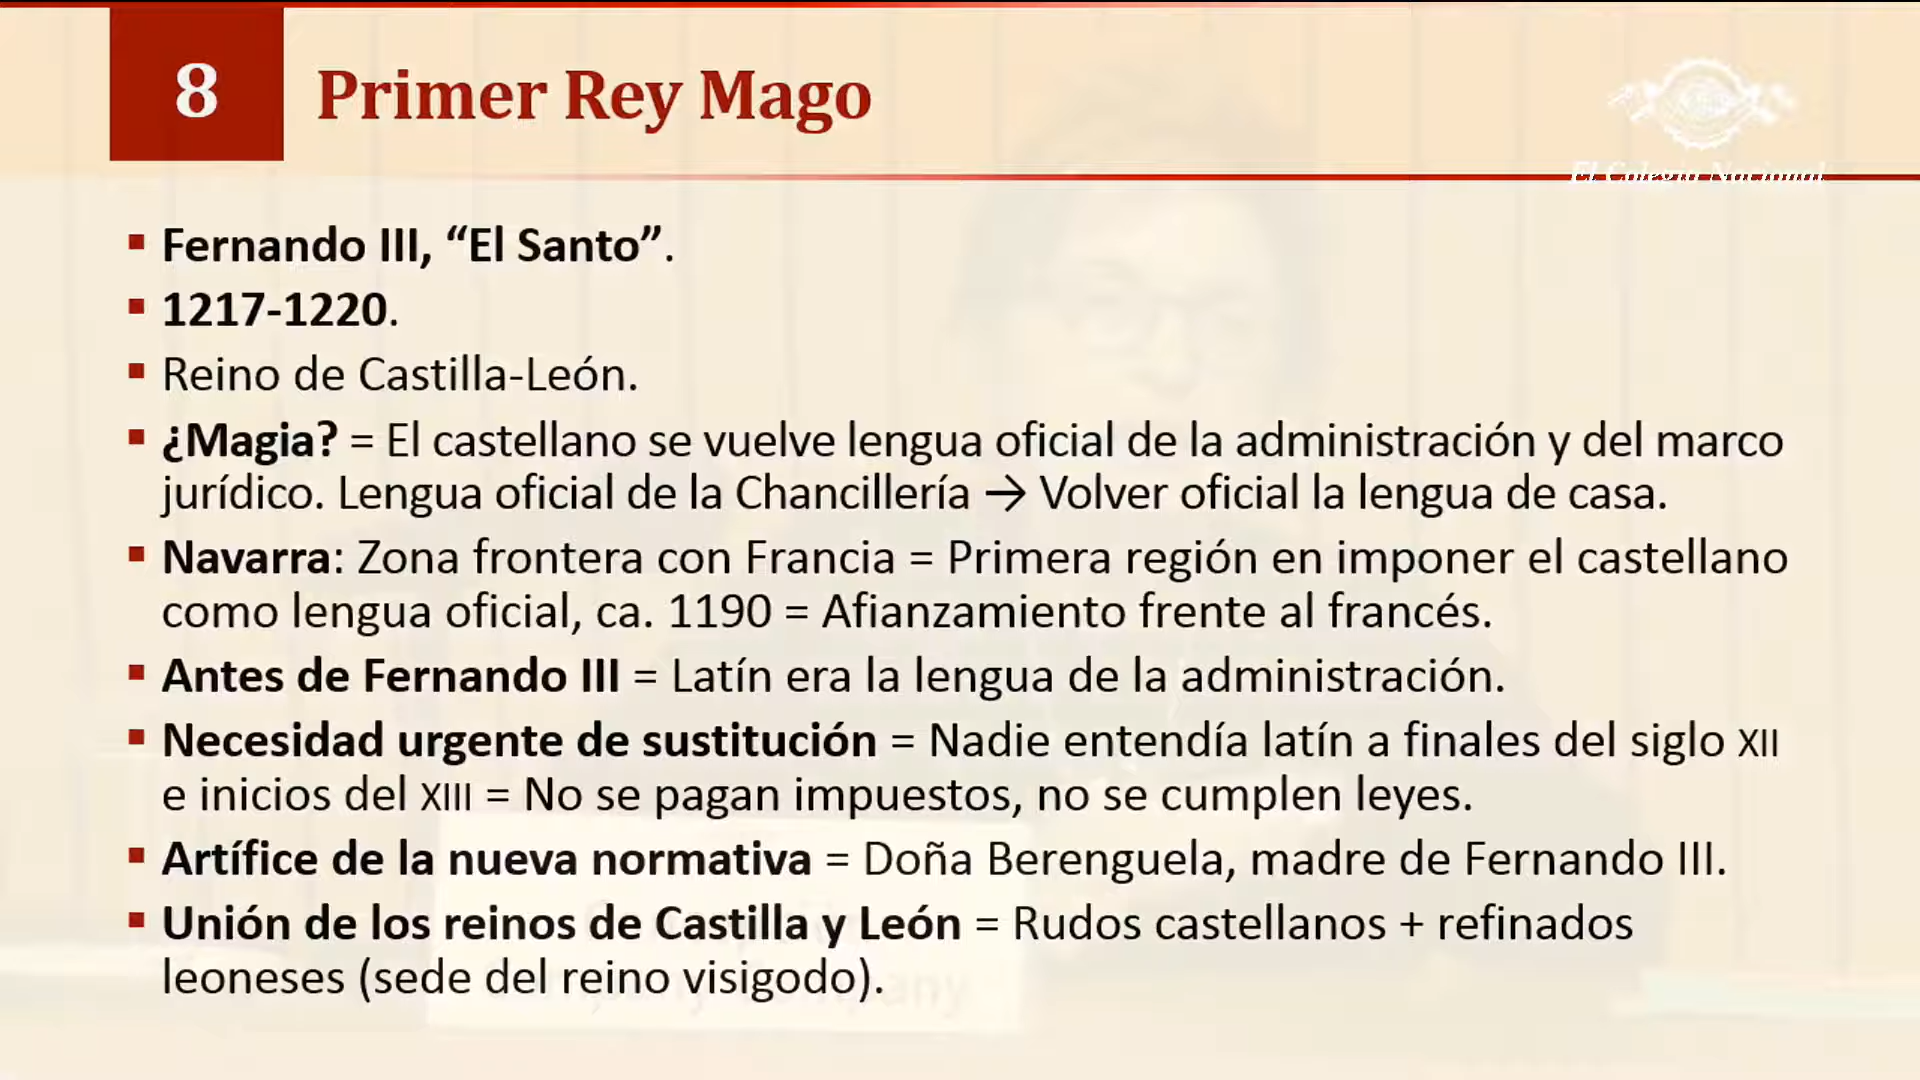 8
Primer Rey Mago
El Colegio Nacional
▪ Fernando III, “El Santo”.
▪ 1217-1220.
▪ Reino de Castilla-León.
▪ ¿Magia? = El castellano se vuelve lengua oficial de la administración y del marco
jurídico. Lengua oficial de la Chancillería → Volver oficial la lengua de casa.
▪ Navarra: Zona frontera con Francia = Primera región en imponer el castellano
como lengua oficial, ca. 1190 = Afianzamiento frente al francés.
▪ Antes de Fernando III = Latín era la lengua de la administración.
▪ Necesidad urgente de sustitución = Nadie entendía latín a finales del siglo XII
e inicios del XIII = No se pagan impuestos, no se cumplen leyes.
▪ Artífice de la nueva normativa = Doña Berenguela, madre de Fernando III.
▪ Unión de los reinos de Castilla y León = Rudos castellanos + refinados
leoneses (sede del reino visigodo).